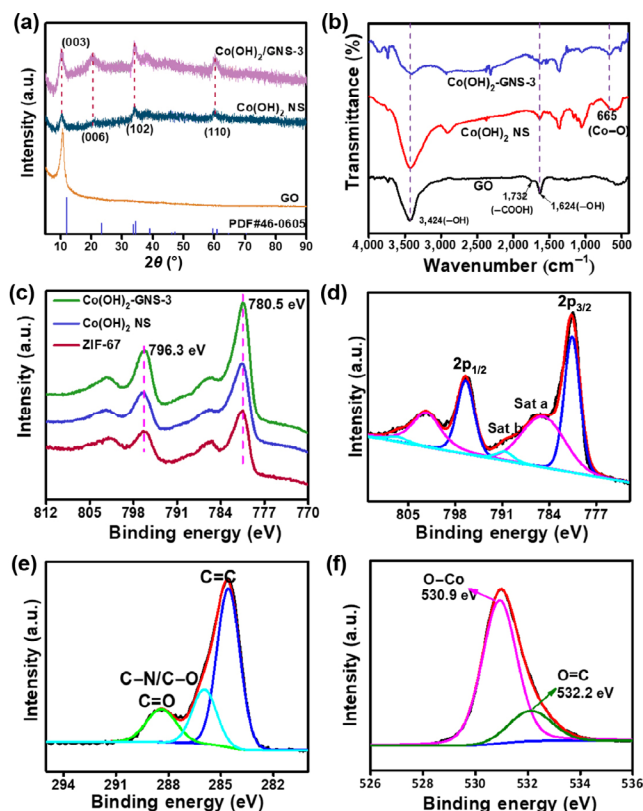 (a)
(003)
Co(OH)₂/GNS-3
Co(OH)₂ NS
(006)
(102)
(110)
GO
PDF#46-0605
Intensity (a.u.)
10 20 30 40 50 60 70 80 90
2θ (°)
(b)
Co(OH)₂-GNS-3
Co(OH)₂ NS
665
(Co–O)
GO
1,732
(–COOH)
1,624(–OH)
3,424(–OH)
Transmittance (%)
4,000 3,500 3,000 2,500 2,000 1,500 1,000 500
Wavenumber (cm⁻¹)
(c)
Co(OH)₂-GNS-3
Co(OH)₂ NS
ZIF-67
780.5 eV
796.3 eV
Intensity (a.u.)
812 805 798 791 784 777 770
Binding energy (eV)
(d)
2p₃/₂
2p₁/₂
Sat a
Sat b
Intensity (a.u.)
805 798 791 784 777
Binding energy (eV)
(e)
C=C
C–N/C–O
C=O
Intensity (a.u.)
295 291 288 285 281
Binding energy (eV)
(f)
O–Co
530.9 eV
O=C
532.2 eV
Intensity (a.u.)
526 528 530 532 534 536
Binding energy (eV)